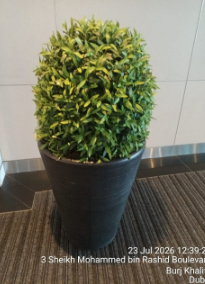 23 Jul 2026 12:39:2
3 Sheikh Mohammed bin Rashid Boulevar
Burj Khali
Dub